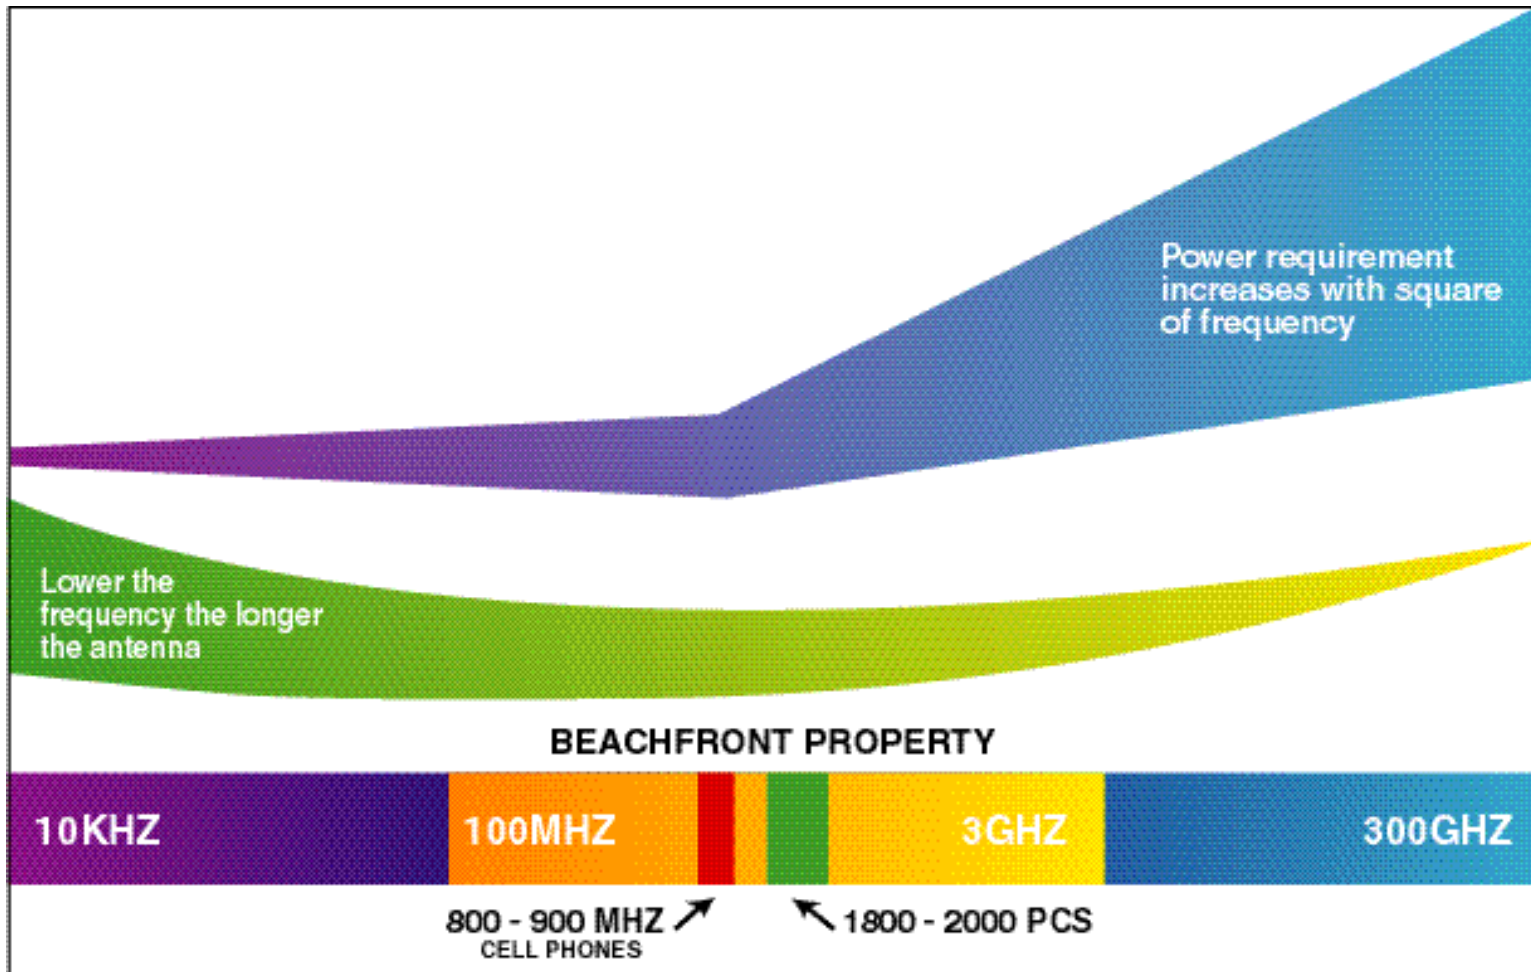 Power requirement
increases with square
of frequency
Lower the
frequency the longer
the antenna
BEACHFRONT PROPERTY
10KHZ
100MHZ
3GHZ
300GHZ
800 - 900 MHZ
CELL PHONES
1800 - 2000 PCS